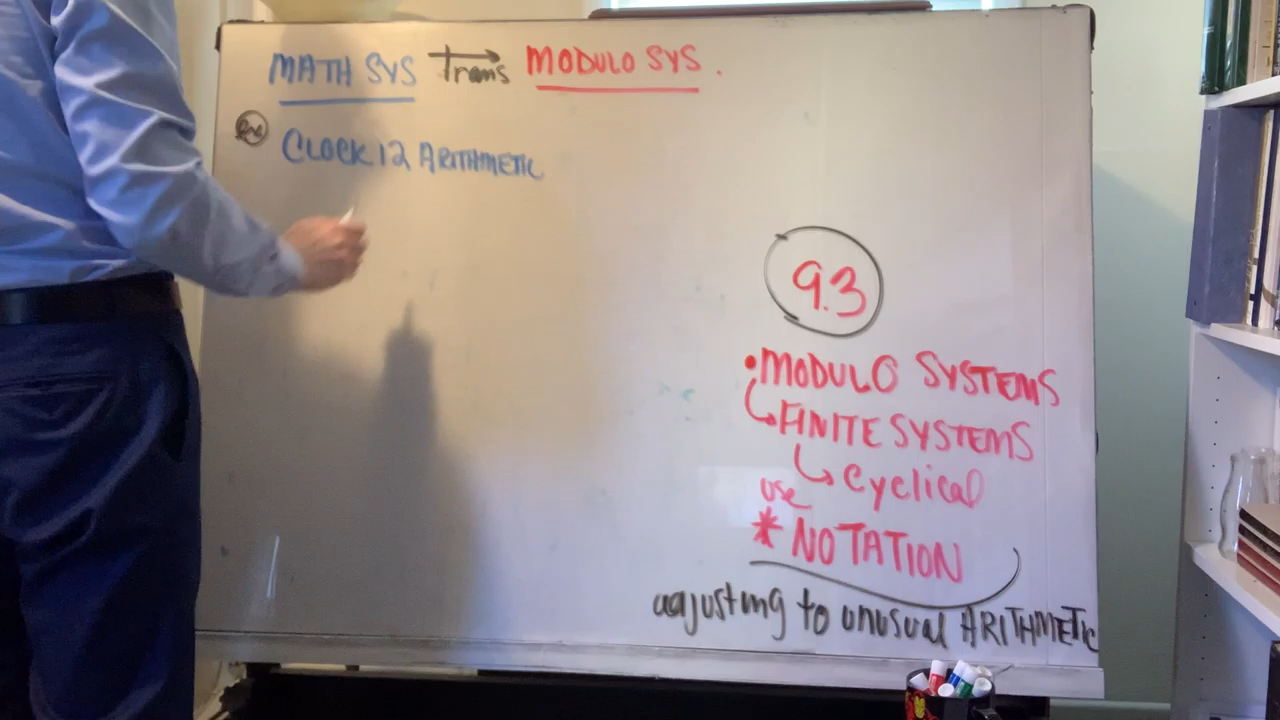 MATH SYS trans MODULO SYS.
CLOCK 12 ARITHMETIC
9.3
•MODULO SYSTEMS
FINITE SYSTEMS
Cyclical
use
* NOTATION
adjusting to unusual ARITHMETIC